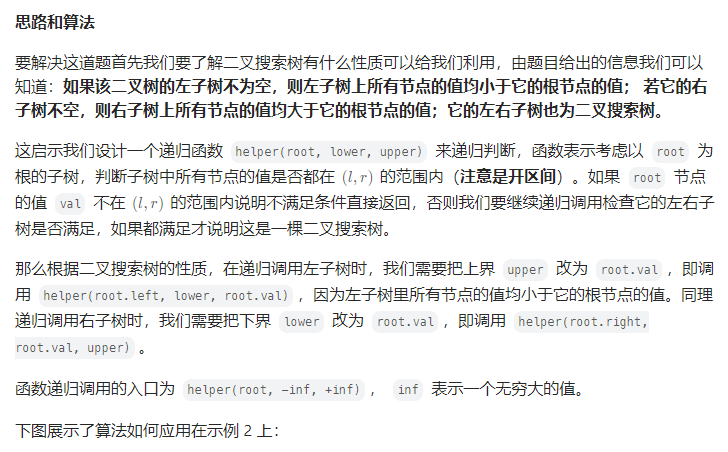 思路和算法
要解决这道题首先我们要了解二叉搜索树有什么性质可以给我们利用，由题目给出的信息我们可以
知道：如果该二叉树的左子树不为空，则左子树上所有节点的值均小于它的根节点的值； 若它的右
子树不空，则右子树上所有节点的值均大于它的根节点的值；它的左右子树也为二叉搜索树。
这启示我们设计一个递归函数 helper(root, lower, upper) 来递归判断，函数表示考虑以 root 为
根的子树，判断子树中所有节点的值是否都在 (l, r) 的范围内（注意是开区间）。如果 root 节点
的值 val 不在 (l, r) 的范围内说明不满足条件直接返回，否则我们要继续递归调用检查它的左右子
树是否满足，如果都满足才说明这是一棵二叉搜索树。
那么根据二叉搜索树的性质，在递归调用左子树时，我们需要把上界 upper 改为 root.val，即调
用 helper(root.left, lower, root.val)，因为左子树里所有节点的值均小于它的根节点的值。同理
递归调用右子树时，我们需要把下界 lower 改为 root.val，即调用 helper(root.right,
root.val, upper)。
函数递归调用的入口为 helper(root, -inf, +inf)， inf 表示一个无穷大的值。
下图展示了算法如何应用在示例 2 上：